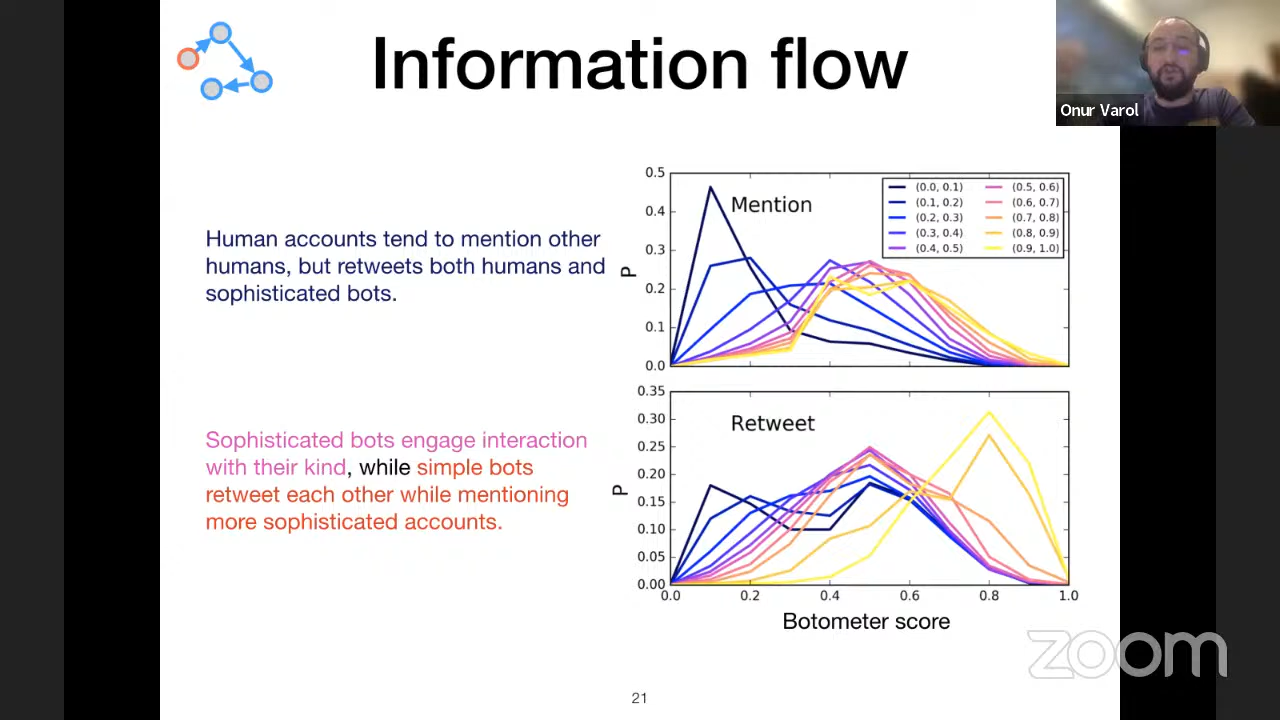 Information flow
Onur Varol
Human accounts tend to mention other
humans, but retweets both humans and
sophisticated bots.
Sophisticated bots engage interaction
with their kind, while simple bots
retweet each other while mentioning
more sophisticated accounts.
Mention
0.5
0.4
0.3
0.2
0.1
0.0
P
(0.0, 0.1)
(0.1, 0.2)
(0.2, 0.3)
(0.3, 0.4)
(0.4, 0.5)
(0.5, 0.6)
(0.6, 0.7)
(0.7, 0.8)
(0.8, 0.9)
(0.9, 1.0)
Retweet
0.35
0.30
0.25
0.20
0.15
0.10
0.05
0.00
P
0.0 0.2 0.4 0.6 0.8 1.0
Botometer score
zoom
21